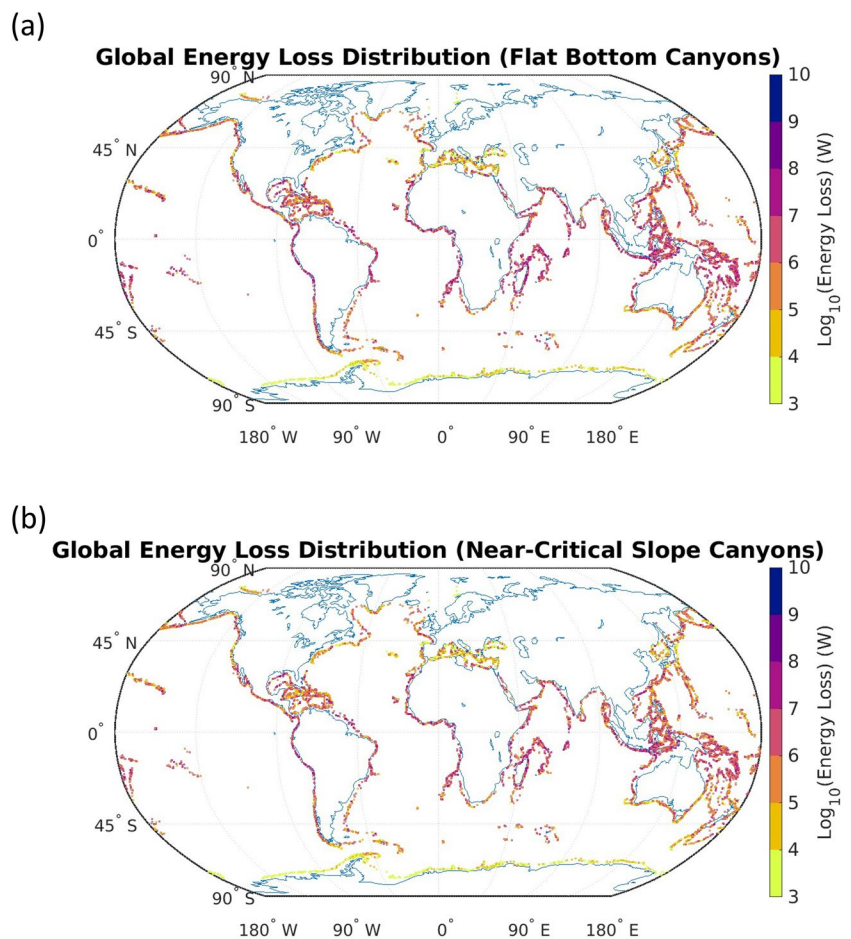 (a)
Global Energy Loss Distribution (Flat Bottom Canyons)
90° N
45° N
0°
45° S
90° S
180° W 90° W 0° 90° E 180° E
10
9
8
7
6
5
4
3
Log10(Energy Loss) (W)
(b)
Global Energy Loss Distribution (Near-Critical Slope Canyons)
90° N
45° N
0°
45° S
90° S
180° W 90° W 0° 90° E 180° E
10
9
8
7
6
5
4
3
Log10(Energy Loss) (W)